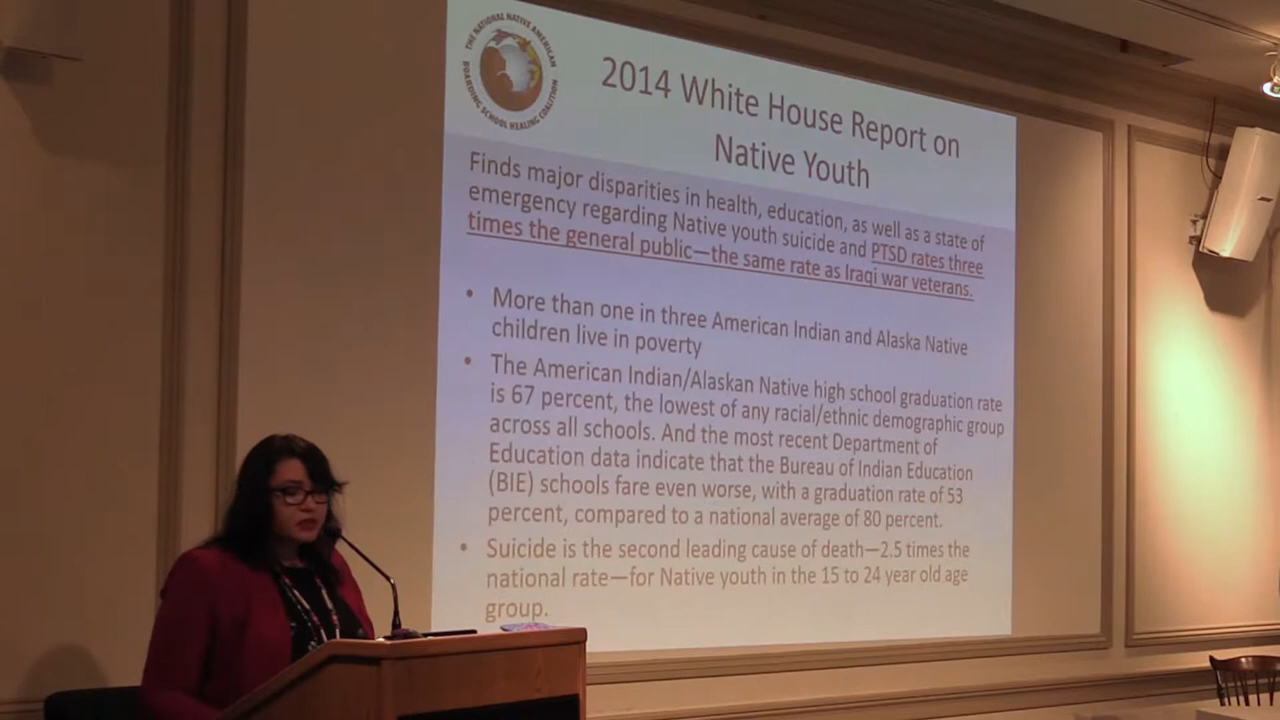 THE NATIONAL NATIVE AMERICAN
BOARDING SCHOOL HEALING COALITION
2014 White House Report on
Native Youth
Finds major disparities in health, education, as well as a state of
emergency regarding Native youth suicide and PTSD rates three
times the general public—the same rate as Iraqi war veterans.
• More than one in three American Indian and Alaska Native
children live in poverty
• The American Indian/Alaskan Native high school graduation rate
is 67 percent, the lowest of any racial/ethnic demographic group
across all schools. And the most recent Department of
Education data indicate that the Bureau of Indian Education
(BIE) schools fare even worse, with a graduation rate of 53
percent, compared to a national average of 80 percent.
• Suicide is the second leading cause of death—2.5 times the
national rate—for Native youth in the 15 to 24 year old age
group.